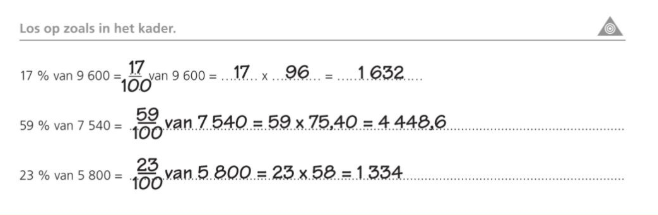 Los op zoals in het kader.
17 % van 9 600 = 17/100 van 9 600 = 17 x 96 = 1 632
59 % van 7 540 = 59/100 van 7 540 = 59 x 75,40 = 4 448,6
23 % van 5 800 = 23/100 van 5 800 = 23 x 58 = 1 334